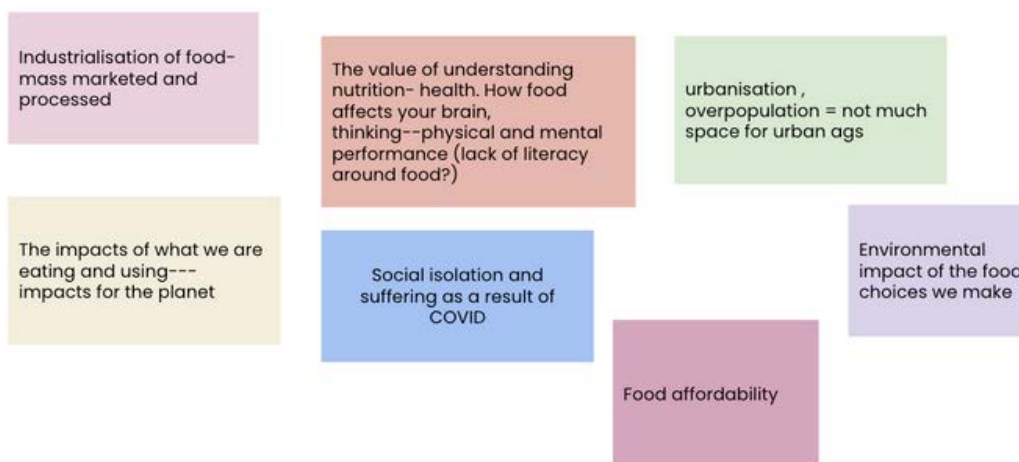 Industrialisation of food-
mass marketed and
processed
The value of understanding
nutrition- health. How food
affects your brain,
thinking--physical and mental
performance (lack of literacy
around food?)
urbanisation ,
overpopulation = not much
space for urban ags
The impacts of what we are
eating and using---
impacts for the planet
Social isolation and
suffering as a result of
COVID
Environmental
impact of the food
choices we make
Food affordability